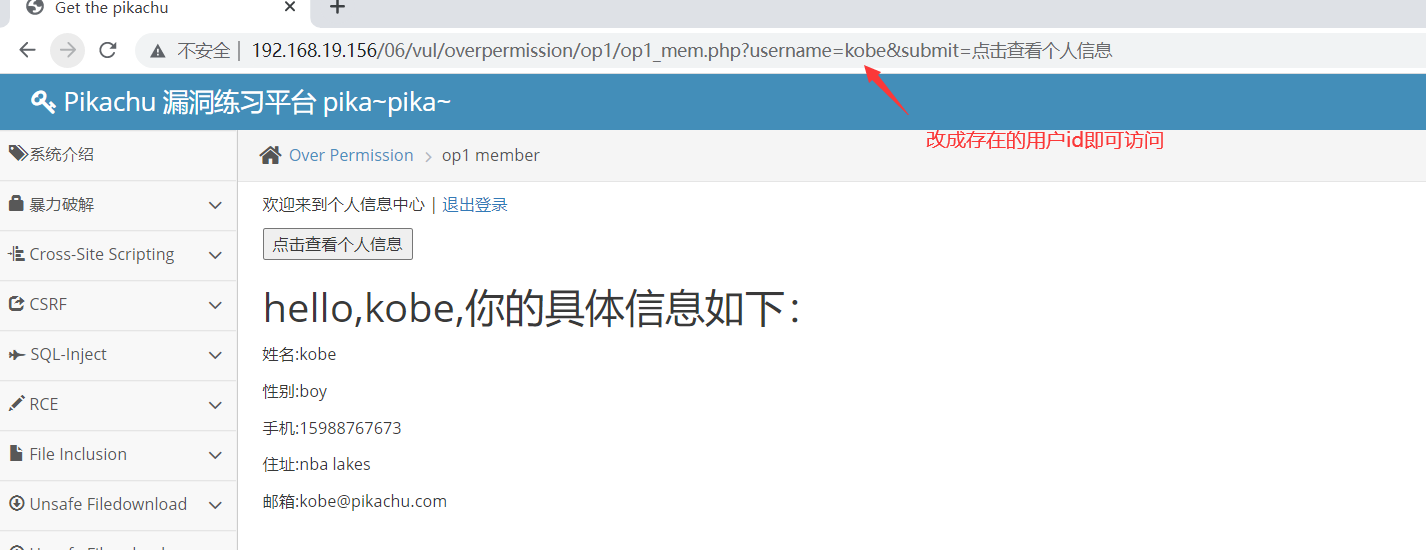 Get the pikachu
不安全 | 192.168.19.156/06/vul/overpermission/op1/op1_mem.php?username=kobe&submit=点击查看个人信息
Pikachu 漏洞练习平台 pika~pika~
改成存在的用户id即可访问
系统介绍
Over Permission > op1 member
暴力破解
欢迎来到个人信息中心 | 退出登录
点击查看个人信息
Cross-Site Scripting
CSRF
hello,kobe,你的具体信息如下：
SQL-Inject
姓名:kobe
性别:boy
RCE
手机:15988767673
File Inclusion
住址:nba lakes
Unsafe Filedownload
邮箱:kobe@pikachu.com